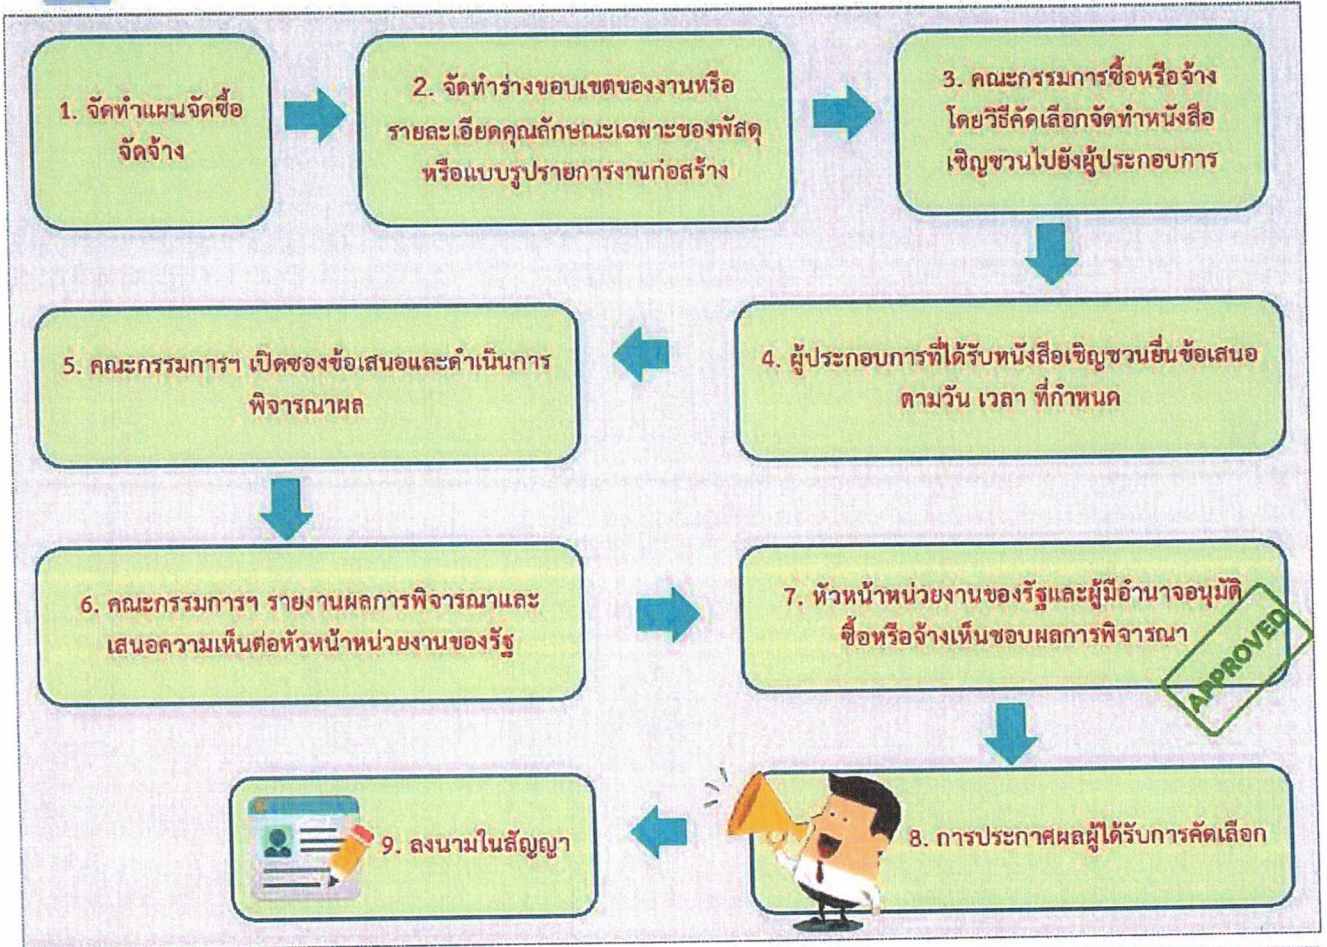 1. จัดทำแผนจัดซื้อ
จัดจ้าง
2. จัดทำร่างขอบเขตของงานหรือ
รายละเอียดคุณลักษณะเฉพาะของพัสดุ
หรือแบบรูปรายการงานก่อสร้าง
3. คณะกรรมการซื้อหรือจ้าง
โดยวิธีคัดเลือกจัดทำหนังสือ
เชิญชวนไปยังผู้ประกอบการ
4. ผู้ประกอบการที่ได้รับหนังสือเชิญชวนยื่นข้อเสนอ
ตามวัน เวลา ที่กำหนด
5. คณะกรรมการฯ เปิดซองข้อเสนอและดำเนินการ
พิจารณาผล
6. คณะกรรมการฯ รายงานผลการพิจารณาและ
เสนอความเห็นต่อหัวหน้าหน่วยงานของรัฐ
7. หัวหน้าหน่วยงานของรัฐและผู้มีอำนาจอนุมัติ
ซื้อหรือจ้างเห็นชอบผลการพิจารณา
APPROVED
8. การประกาศผลผู้ได้รับการคัดเลือก
9. ลงนามในสัญญา